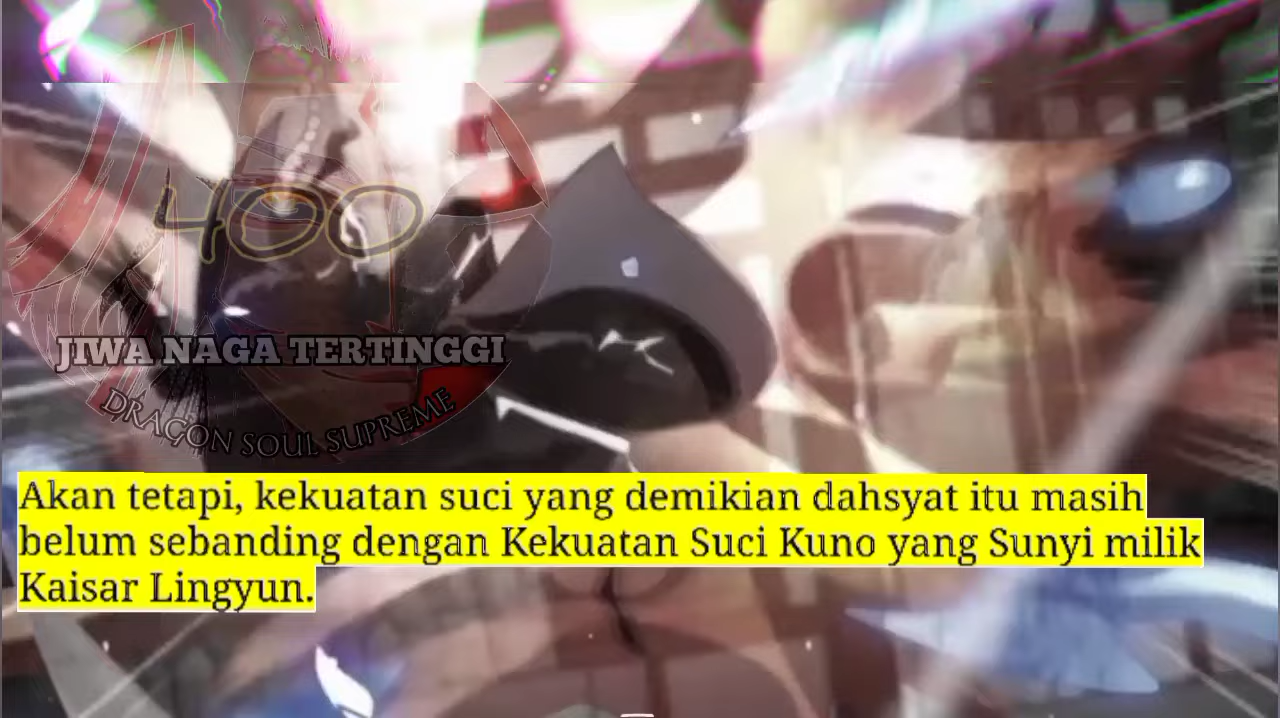 400
JIWA NAGA TERTINGGI
DRAGON SOUL SUPREME
Akan tetapi, kekuatan suci yang demikian dahsyat itu masih
belum sebanding dengan Kekuatan Suci Kuno yang Sunyi milik
Kaisar Lingyun.